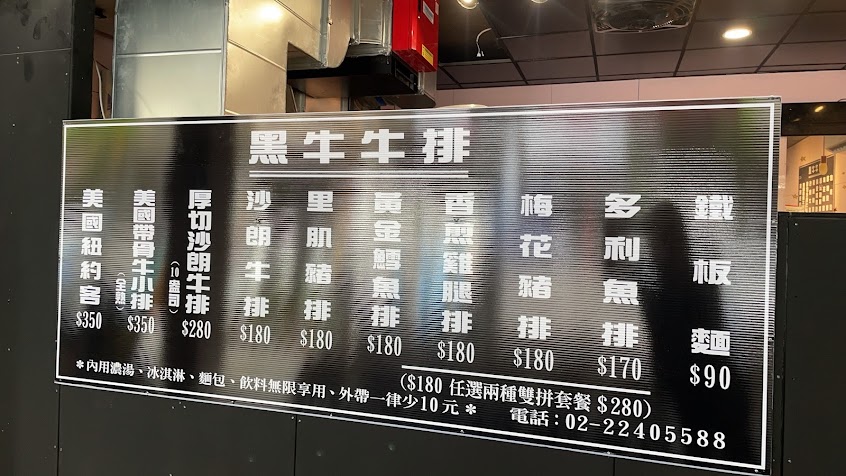 黑牛牛排
鐵板麵 $90
多利魚排 $170
梅花豬排 $180
香煎雞腿排 $180
黃金鱈魚排 $180
里肌豬排 $180
沙朗牛排 $180
厚切沙朗牛排(10盎司) $280
美國帶骨牛小排(全熟) $350
美國紐約客 $350
($180 任選兩種雙拼套餐 $280)
*內用濃湯、冰淇淋、麵包、飲料無限享用、外帶一律少10元*
電話:02-22405588